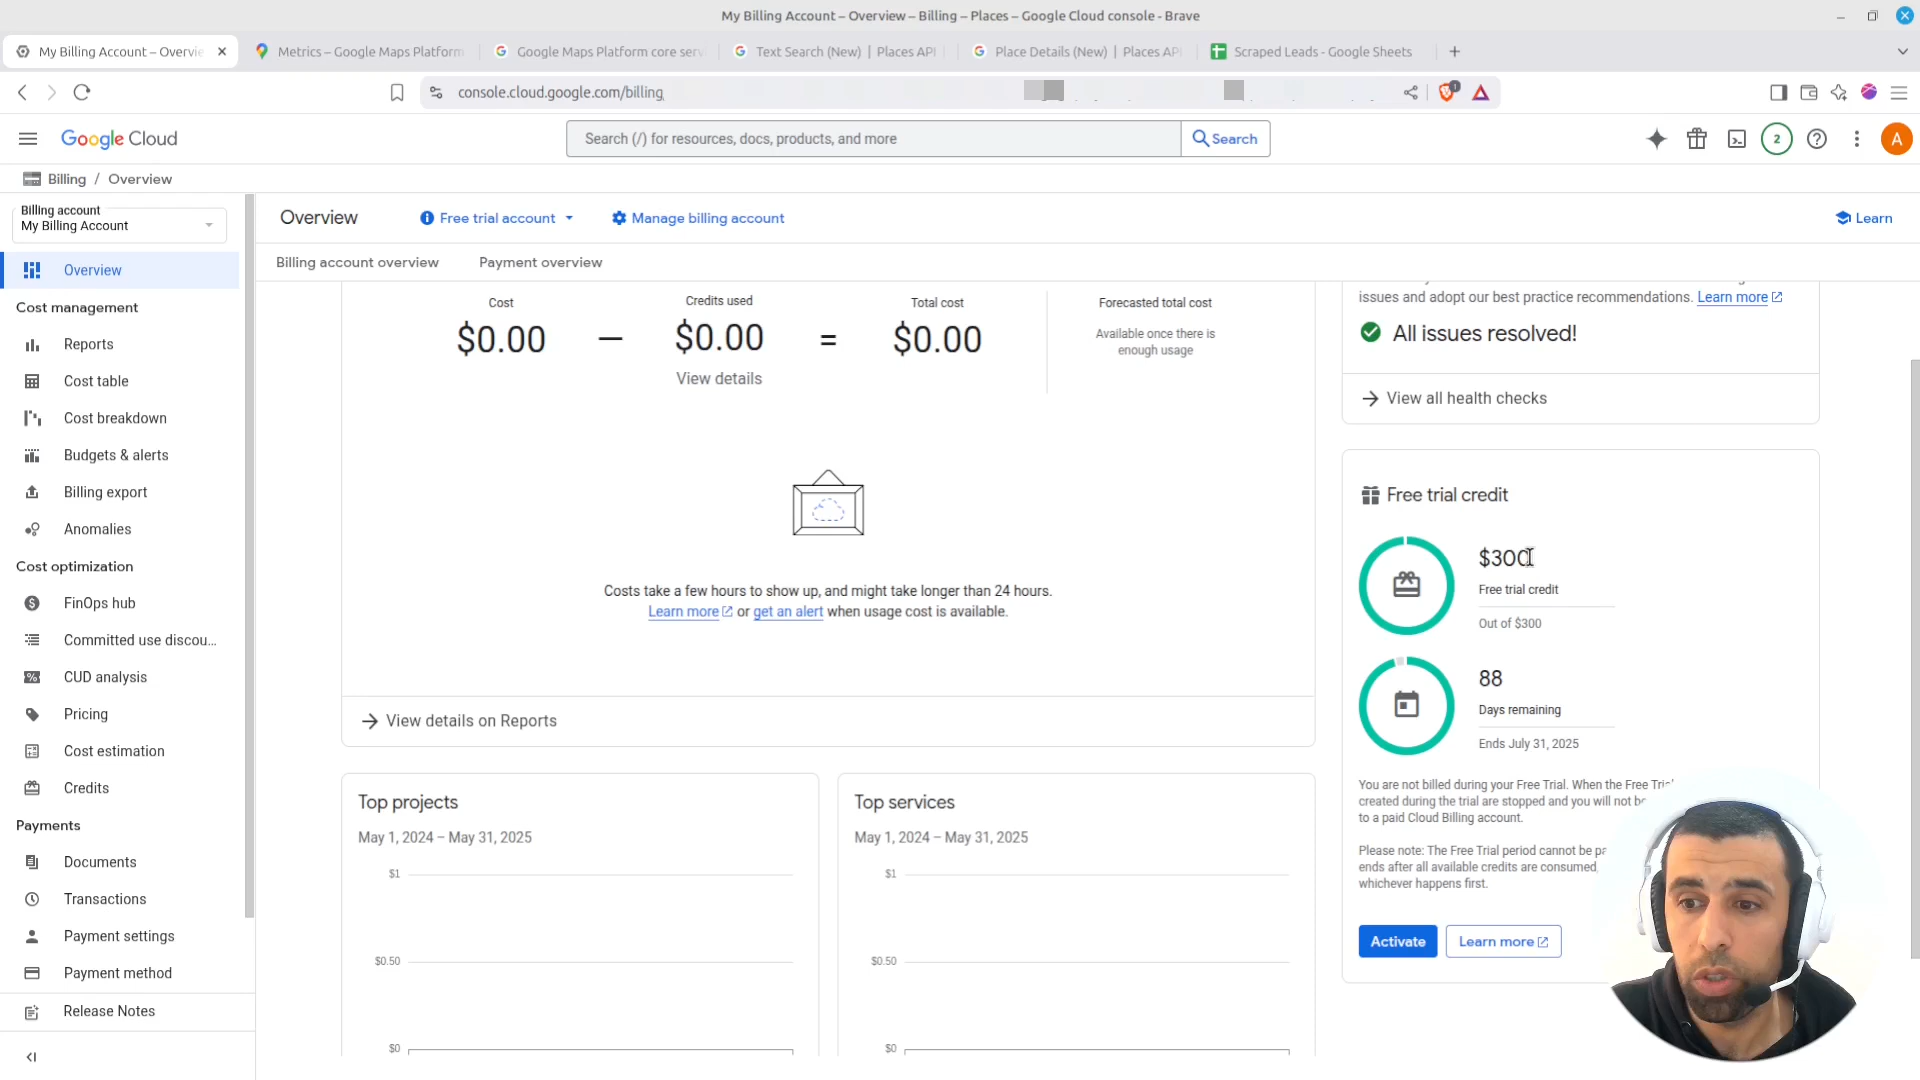 My Billing Account – Overview – Billing – Places – Google Cloud console - Brave
My Billing Account – Overvie
Metrics – Google Maps Platform
Google Maps Platform core serv
Text Search (New) | Places API
Place Details (New) | Places AP
Scraped Leads - Google Sheets
console.cloud.google.com/billing
1
Google Cloud
Search (/) for resources, docs, products, and more
Search
2
A
Billing / Overview
Billing account
My Billing Account
Overview
Free trial account
Manage billing account
Learn
Billing account overview
Payment overview
Overview
Cost management
Reports
Cost table
Cost breakdown
Budgets & alerts
Billing export
Anomalies
Cost optimization
FinOps hub
Committed use discou...
CUD analysis
Pricing
Cost estimation
Credits
Payments
Documents
Transactions
Payment settings
Payment method
Release Notes
Cost
$0.00
–
Credits used
$0.00
View details
=
Total cost
$0.00
Forecasted total cost
Available once there is
enough usage
Costs take a few hours to show up, and might take longer than 24 hours.
Learn more or get an alert when usage cost is available.
View details on Reports
Top projects
May 1, 2024 – May 31, 2025
$1
$0.50
$0
Top services
May 1, 2024 – May 31, 2025
$1
$0.50
$0
issues and adopt our best practice recommendations. Learn more
All issues resolved!
View all health checks
Free trial credit
$300
Free trial credit
Out of $300
88
Days remaining
Ends July 31, 2025
You are not billed during your Free Trial. When the Free Trial
created during the trial are stopped and you will not be
to a paid Cloud Billing account.
Please note: The Free Trial period cannot be
ends after all available credits are consumed,
whichever happens first.
Activate
Learn more